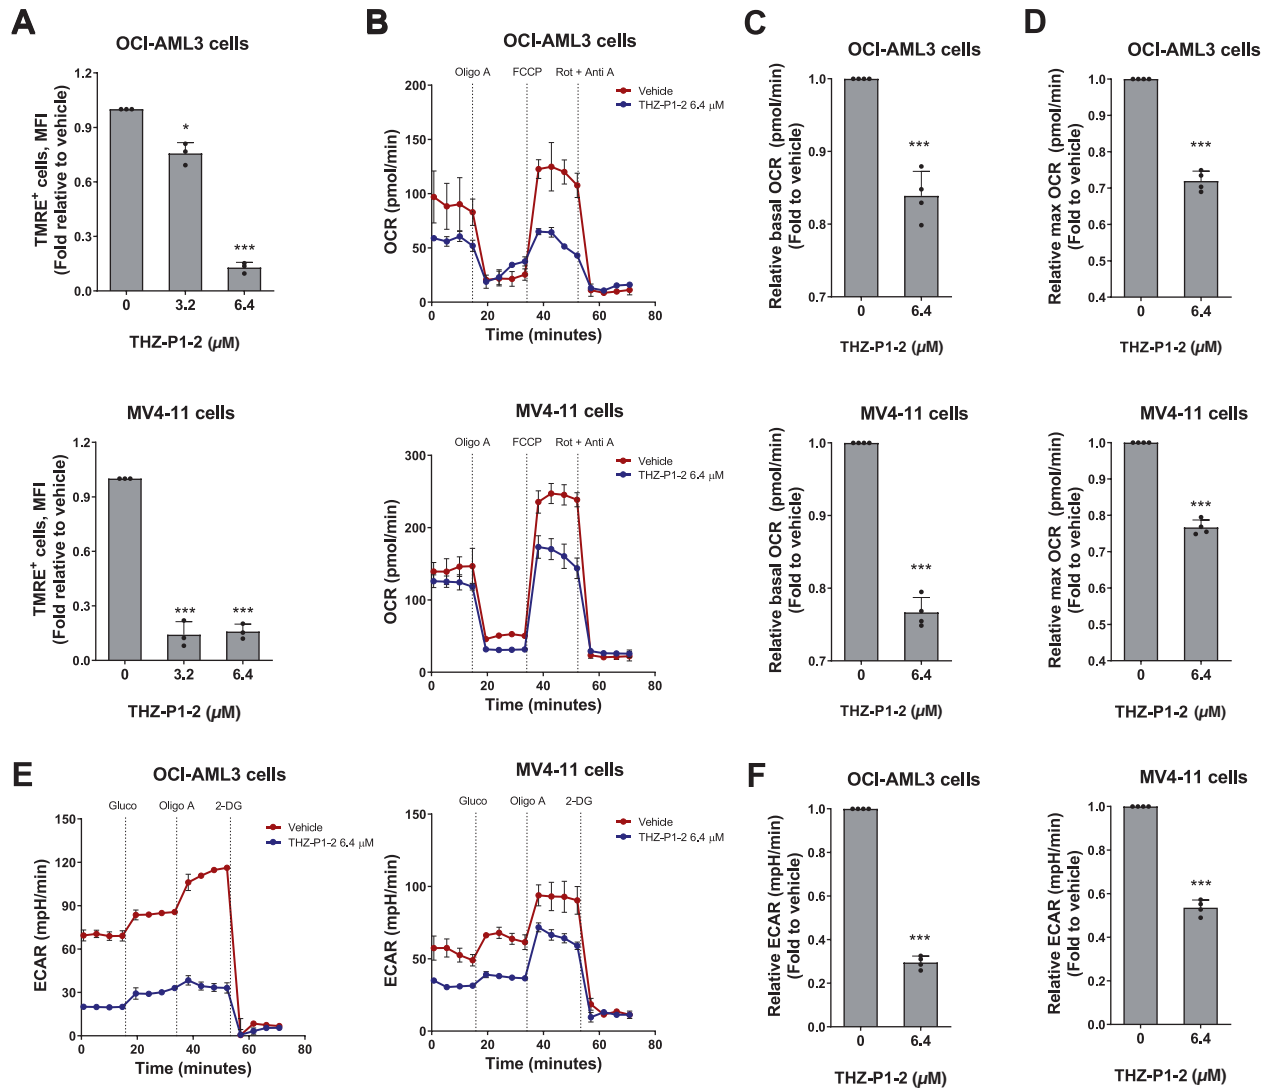 A
OCI-AML3 cells
TMRE+ cells, MFI
(Fold relative to vehicle)
1.2
0.9
0.6
0.3
0.0
*
***
0 3.2 6.4
THZ-P1-2 (µM)
MV4-11 cells
TMRE+ cells, MFI
(Fold relative to vehicle)
1.2
0.9
0.6
0.3
0.0
*** ***
0 3.2 6.4
THZ-P1-2 (µM)
B
OCI-AML3 cells
Oligo A FCCP Rot + Anti A
Vehicle
THZ-P1-2 6.4 µM
OCR (pmol/min)
200
150
100
50
0
0 20 40 60 80
Time (minutes)
MV4-11 cells
Oligo A FCCP Rot + Anti A
Vehicle
THZ-P1-2 6.4 µM
OCR (pmol/min)
300
200
100
0
0 20 40 60 80
Time (minutes)
C
OCI-AML3 cells
Relative basal OCR (pmol/min)
(Fold to vehicle)
1.0
0.9
0.8
0.7
***
0 6.4
THZ-P1-2 (µM)
MV4-11 cells
Relative basal OCR (pmol/min)
(Fold to vehicle)
1.0
0.9
0.8
0.7
***
0 6.4
THZ-P1-2 (µM)
D
OCI-AML3 cells
Relative max OCR (pmol/min)
(Fold to vehicle)
1.0
0.9
0.8
0.7
0.6
0.5
0.4
***
0 6.4
THZ-P1-2 (µM)
MV4-11 cells
Relative max OCR (pmol/min)
(Fold to vehicle)
1.0
0.9
0.8
0.7
0.6
0.5
0.4
***
0 6.4
THZ-P1-2 (µM)
E
OCI-AML3 cells
Gluco Oligo A 2-DG
Vehicle
THZ-P1-2 6.4 µM
ECAR (mpH/min)
150
120
90
60
30
0
0 20 40 60 80
Time (minutes)
MV4-11 cells
Gluco Oligo A 2-DG
Vehicle
THZ-P1-2 6.4 µM
ECAR (mpH/min)
150
100
50
0
0 20 40 60 80
Time (minutes)
F
OCI-AML3 cells
Relative ECAR (mpH/min)
(Fold to vehicle)
1.0
0.8
0.6
0.4
0.2
0.0
***
0 6.4
THZ-P1-2 (µM)
MV4-11 cells
Relative ECAR (mpH/min)
(Fold to vehicle)
1.0
0.8
0.6
0.4
0.2
0.0
***
0 6.4
THZ-P1-2 (µM)